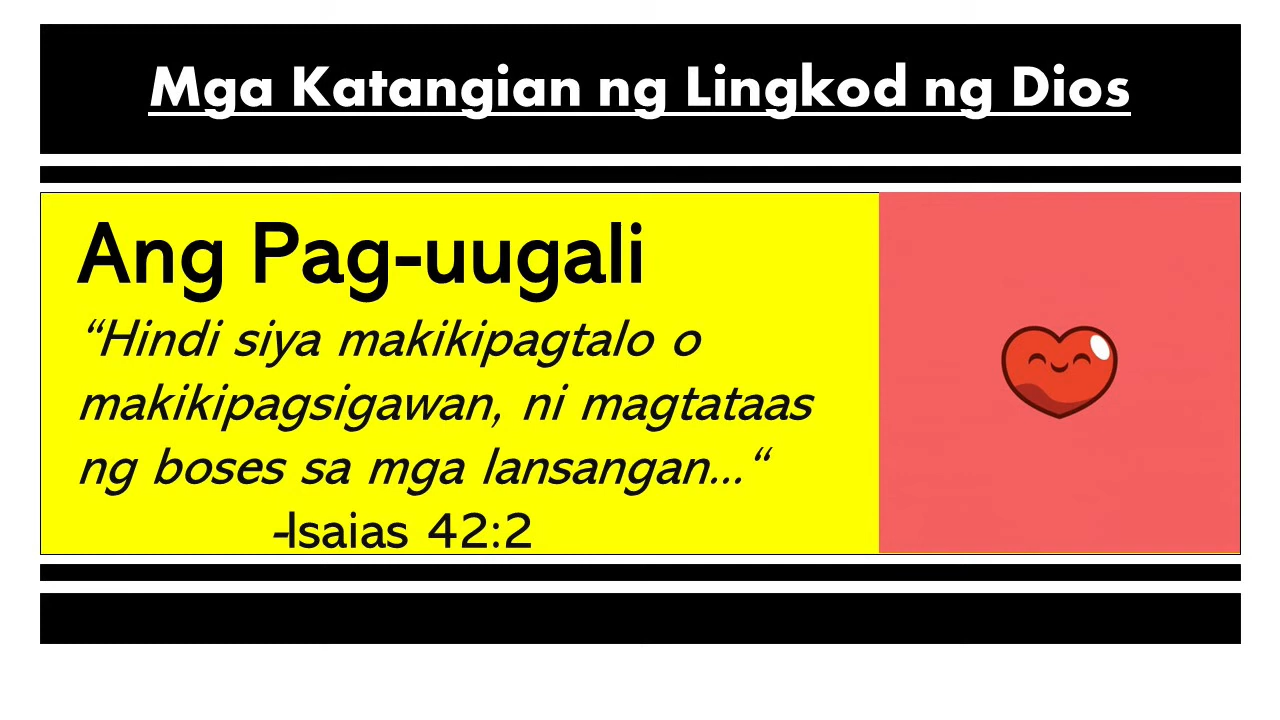 Mga Katangian ng Lingkod ng Dios
Ang Pag-uugali
“Hindi siya makikipagtalo o
makikipagsigawan, ni magtataas
ng boses sa mga lansangan...“
-Isaias 42:2